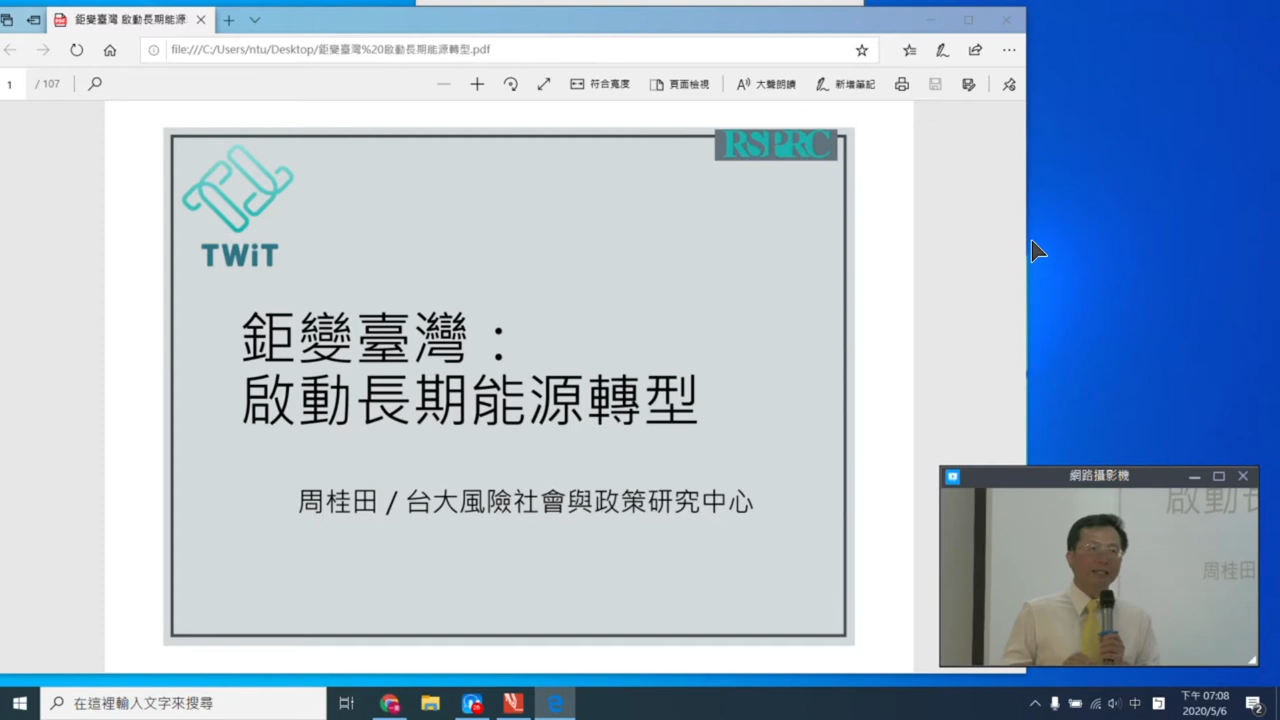 鉅變臺灣 啟動長期能源
file:///C:/Users/ntu/Desktop/鉅變臺灣%20啟動長期能源轉型.pdf
1 / 107
符合寬度
頁面檢視
大聲朗讀
新增筆記
RSPRC
TWiT
鉅變臺灣：
啟動長期能源轉型
周桂田 / 台大風險社會與政策研究中心
網路攝影機
啟動長
周桂田
在這裡輸入文字來搜尋
中
下午 07:08
2020/5/6
2